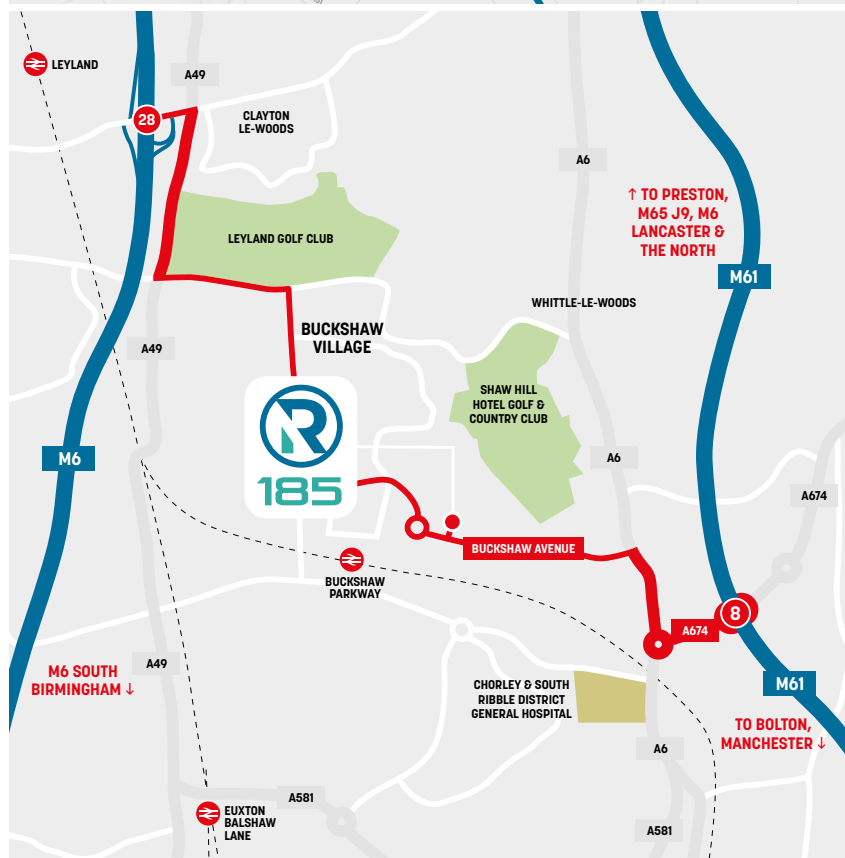 LEYLAND
A49
28
CLAYTON
LE-WOODS
A6
↑ TO PRESTON,
M65 J9, M6
LANCASTER &
THE NORTH
LEYLAND GOLF CLUB
M61
WHITTLE-LE-WOODS
BUCKSHAW
VILLAGE
A49
SHAW HILL
HOTEL GOLF &
COUNTRY CLUB
R
185
M6
A6
A674
BUCKSHAW AVENUE
BUCKSHAW
PARKWAY
8
A674
M6 SOUTH
BIRMINGHAM ↓
A49
CHORLEY & SOUTH
RIBBLE DISTRICT
GENERAL HOSPITAL
M61
TO BOLTON,
MANCHESTER ↓
A6
A581
EUXTON
BALSHAW
LANE
A581